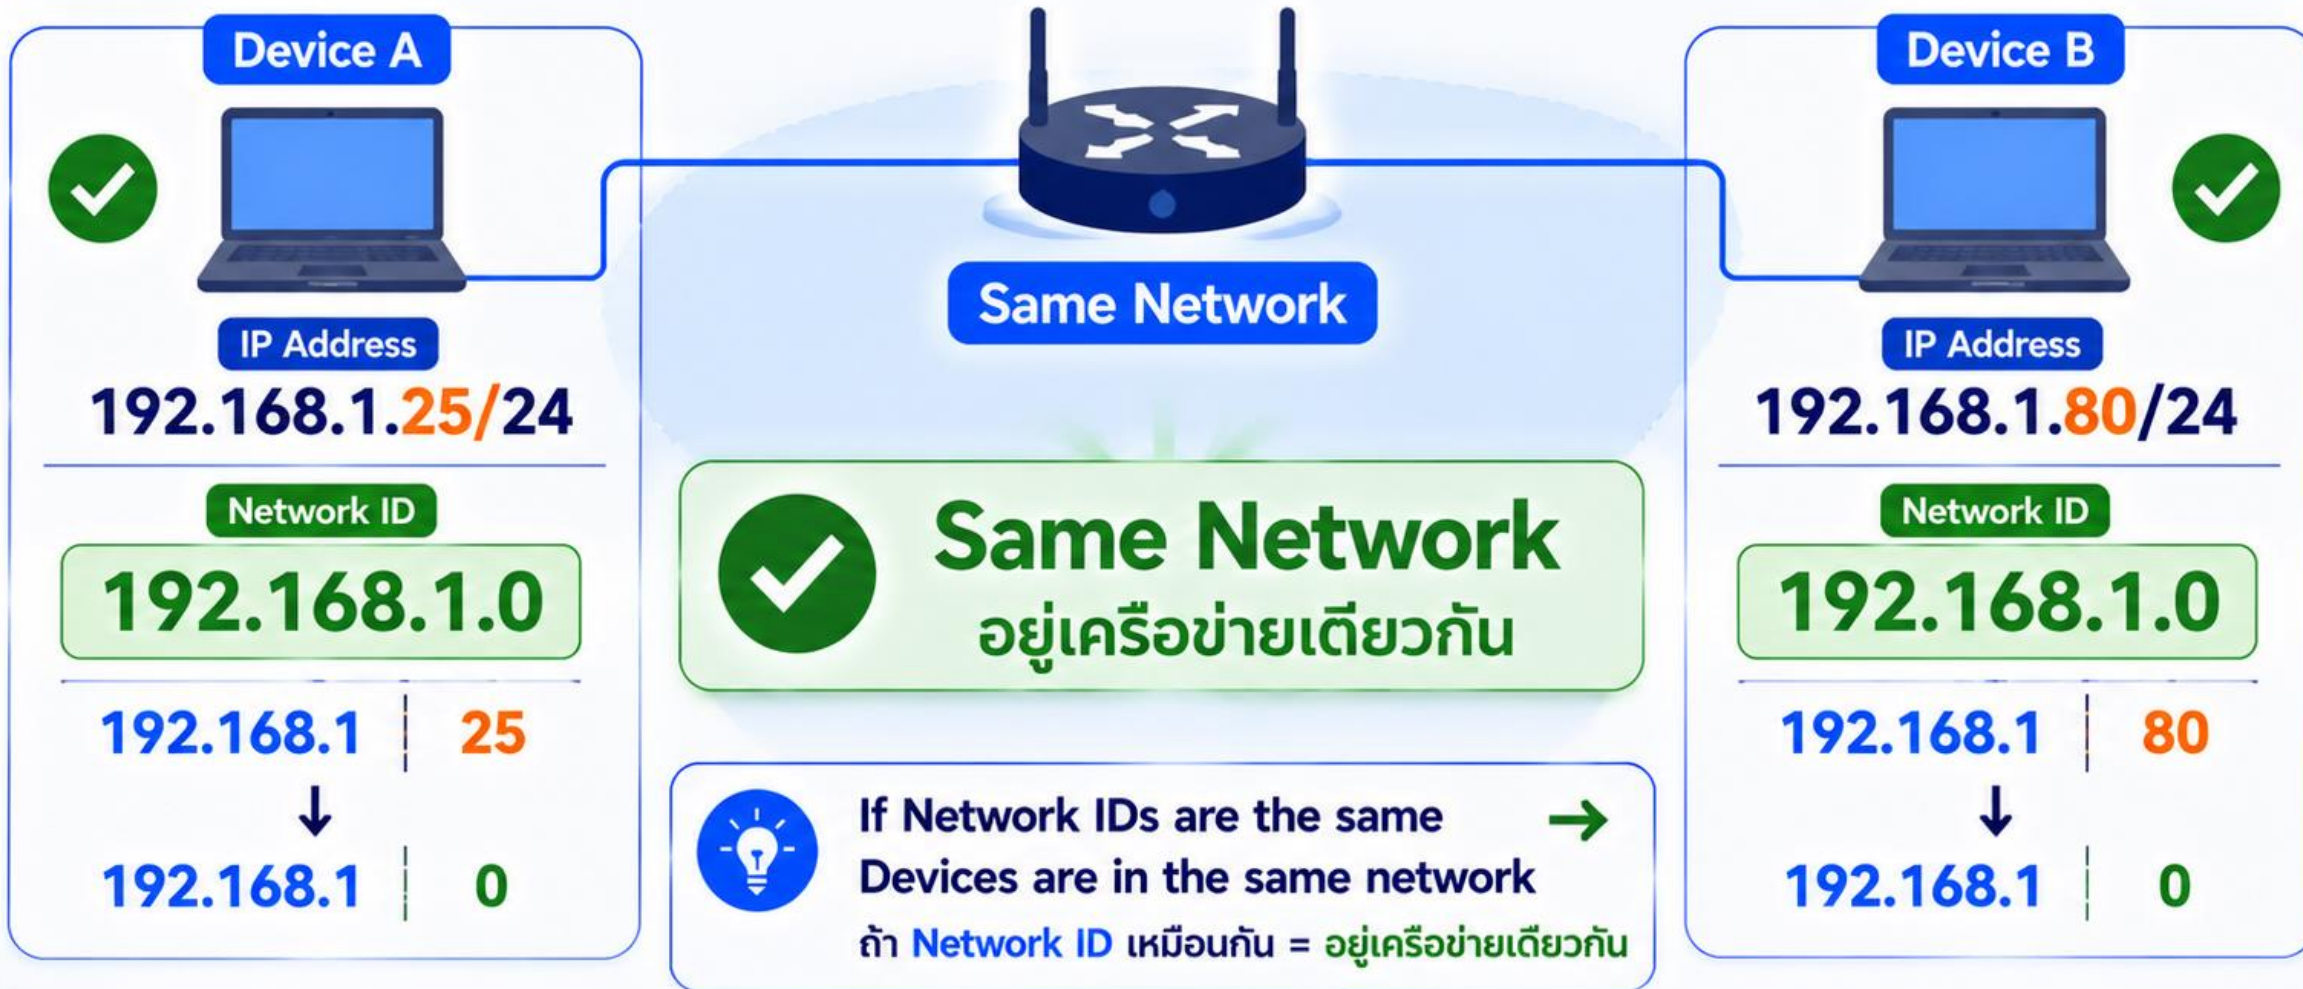 Device A
IP Address
192.168.1.25/24
Network ID
192.168.1.0
192.168.1 25
192.168.1 0
Same Network
Same Network
อยู่เครือข่ายเตียวกัน
If Network IDs are the same
Devices are in the same network
ถ้า Network ID เหมือนกัน = อยู่เครือข่ายเดียวกัน
Device B
IP Address
192.168.1.80/24
Network ID
192.168.1.0
192.168.1 80
192.168.1 0